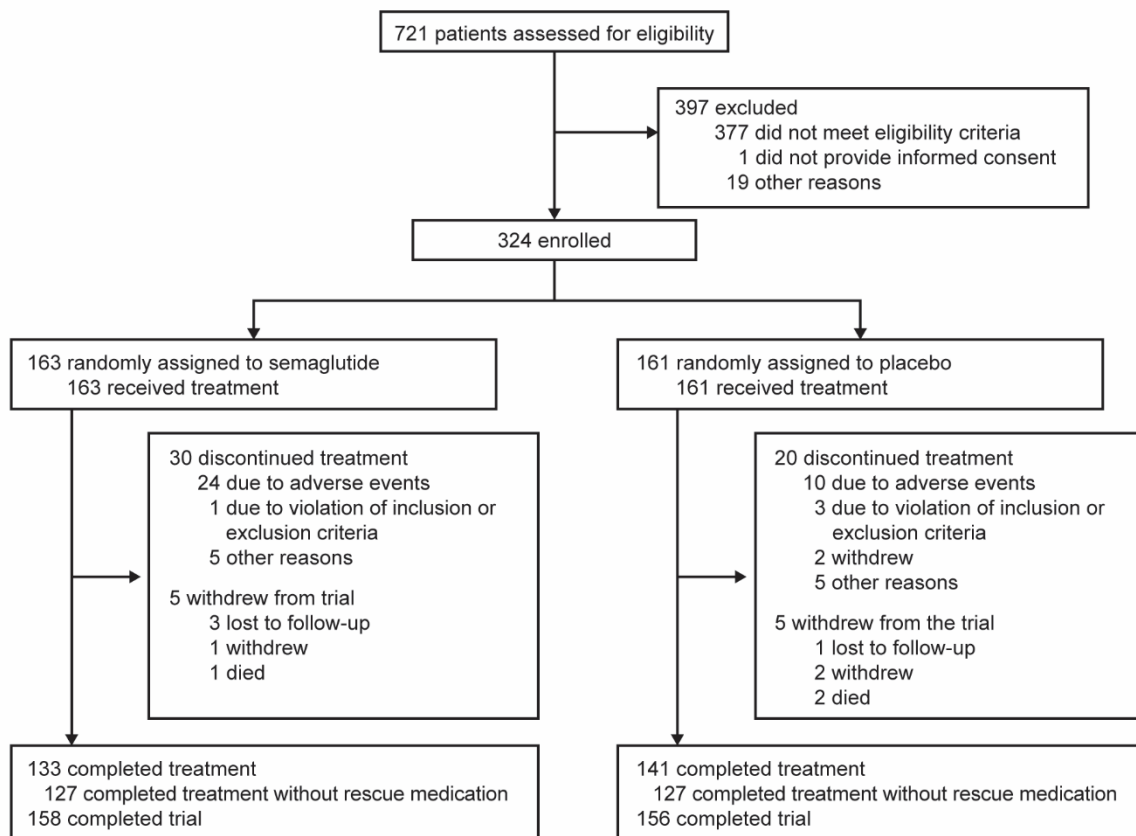 721 patients assessed for eligibility
397 excluded
377 did not meet eligibility criteria
1 did not provide informed consent
19 other reasons
324 enrolled
163 randomly assigned to semaglutide
163 received treatment
161 randomly assigned to placebo
161 received treatment
30 discontinued treatment
24 due to adverse events
1 due to violation of inclusion or
exclusion criteria
5 other reasons
5 withdrew from trial
3 lost to follow-up
1 withdrew
1 died
20 discontinued treatment
10 due to adverse events
3 due to violation of inclusion or
exclusion criteria
2 withdrew
5 other reasons
5 withdrew from the trial
1 lost to follow-up
2 withdrew
2 died
133 completed treatment
127 completed treatment without rescue medication
158 completed trial
141 completed treatment
127 completed treatment without rescue medication
156 completed trial